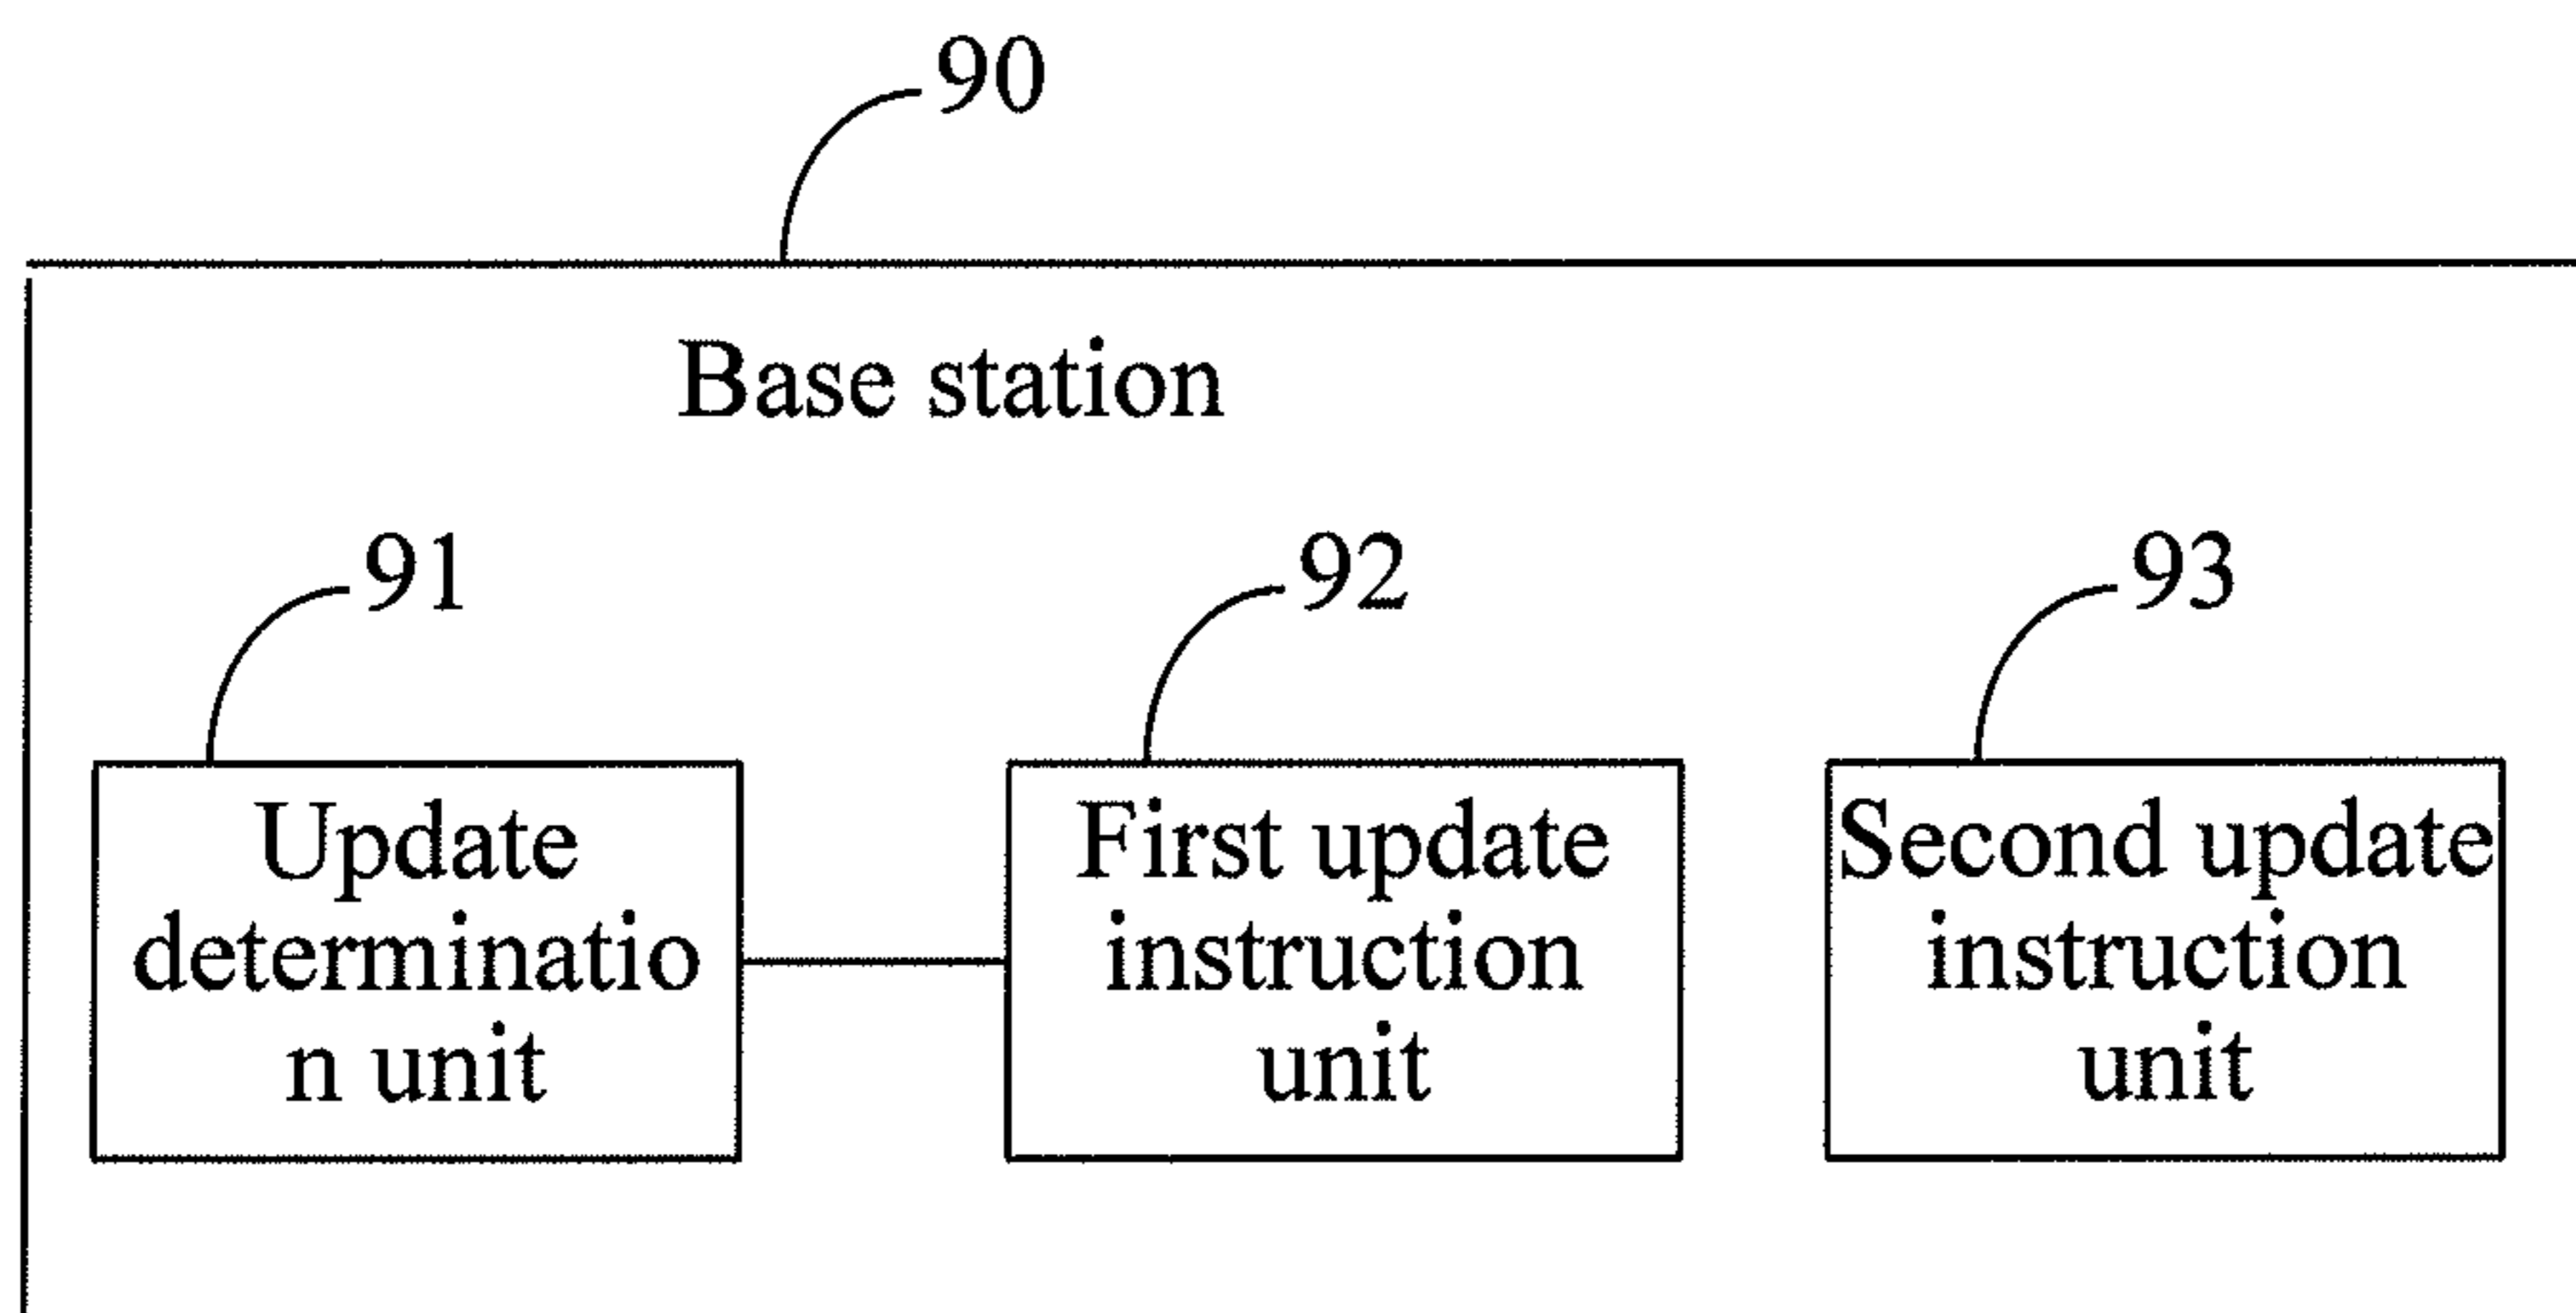 90
Base station
91
92
93
Update
determinatio
n unit
First update
instruction
unit
Second update
instruction
unit